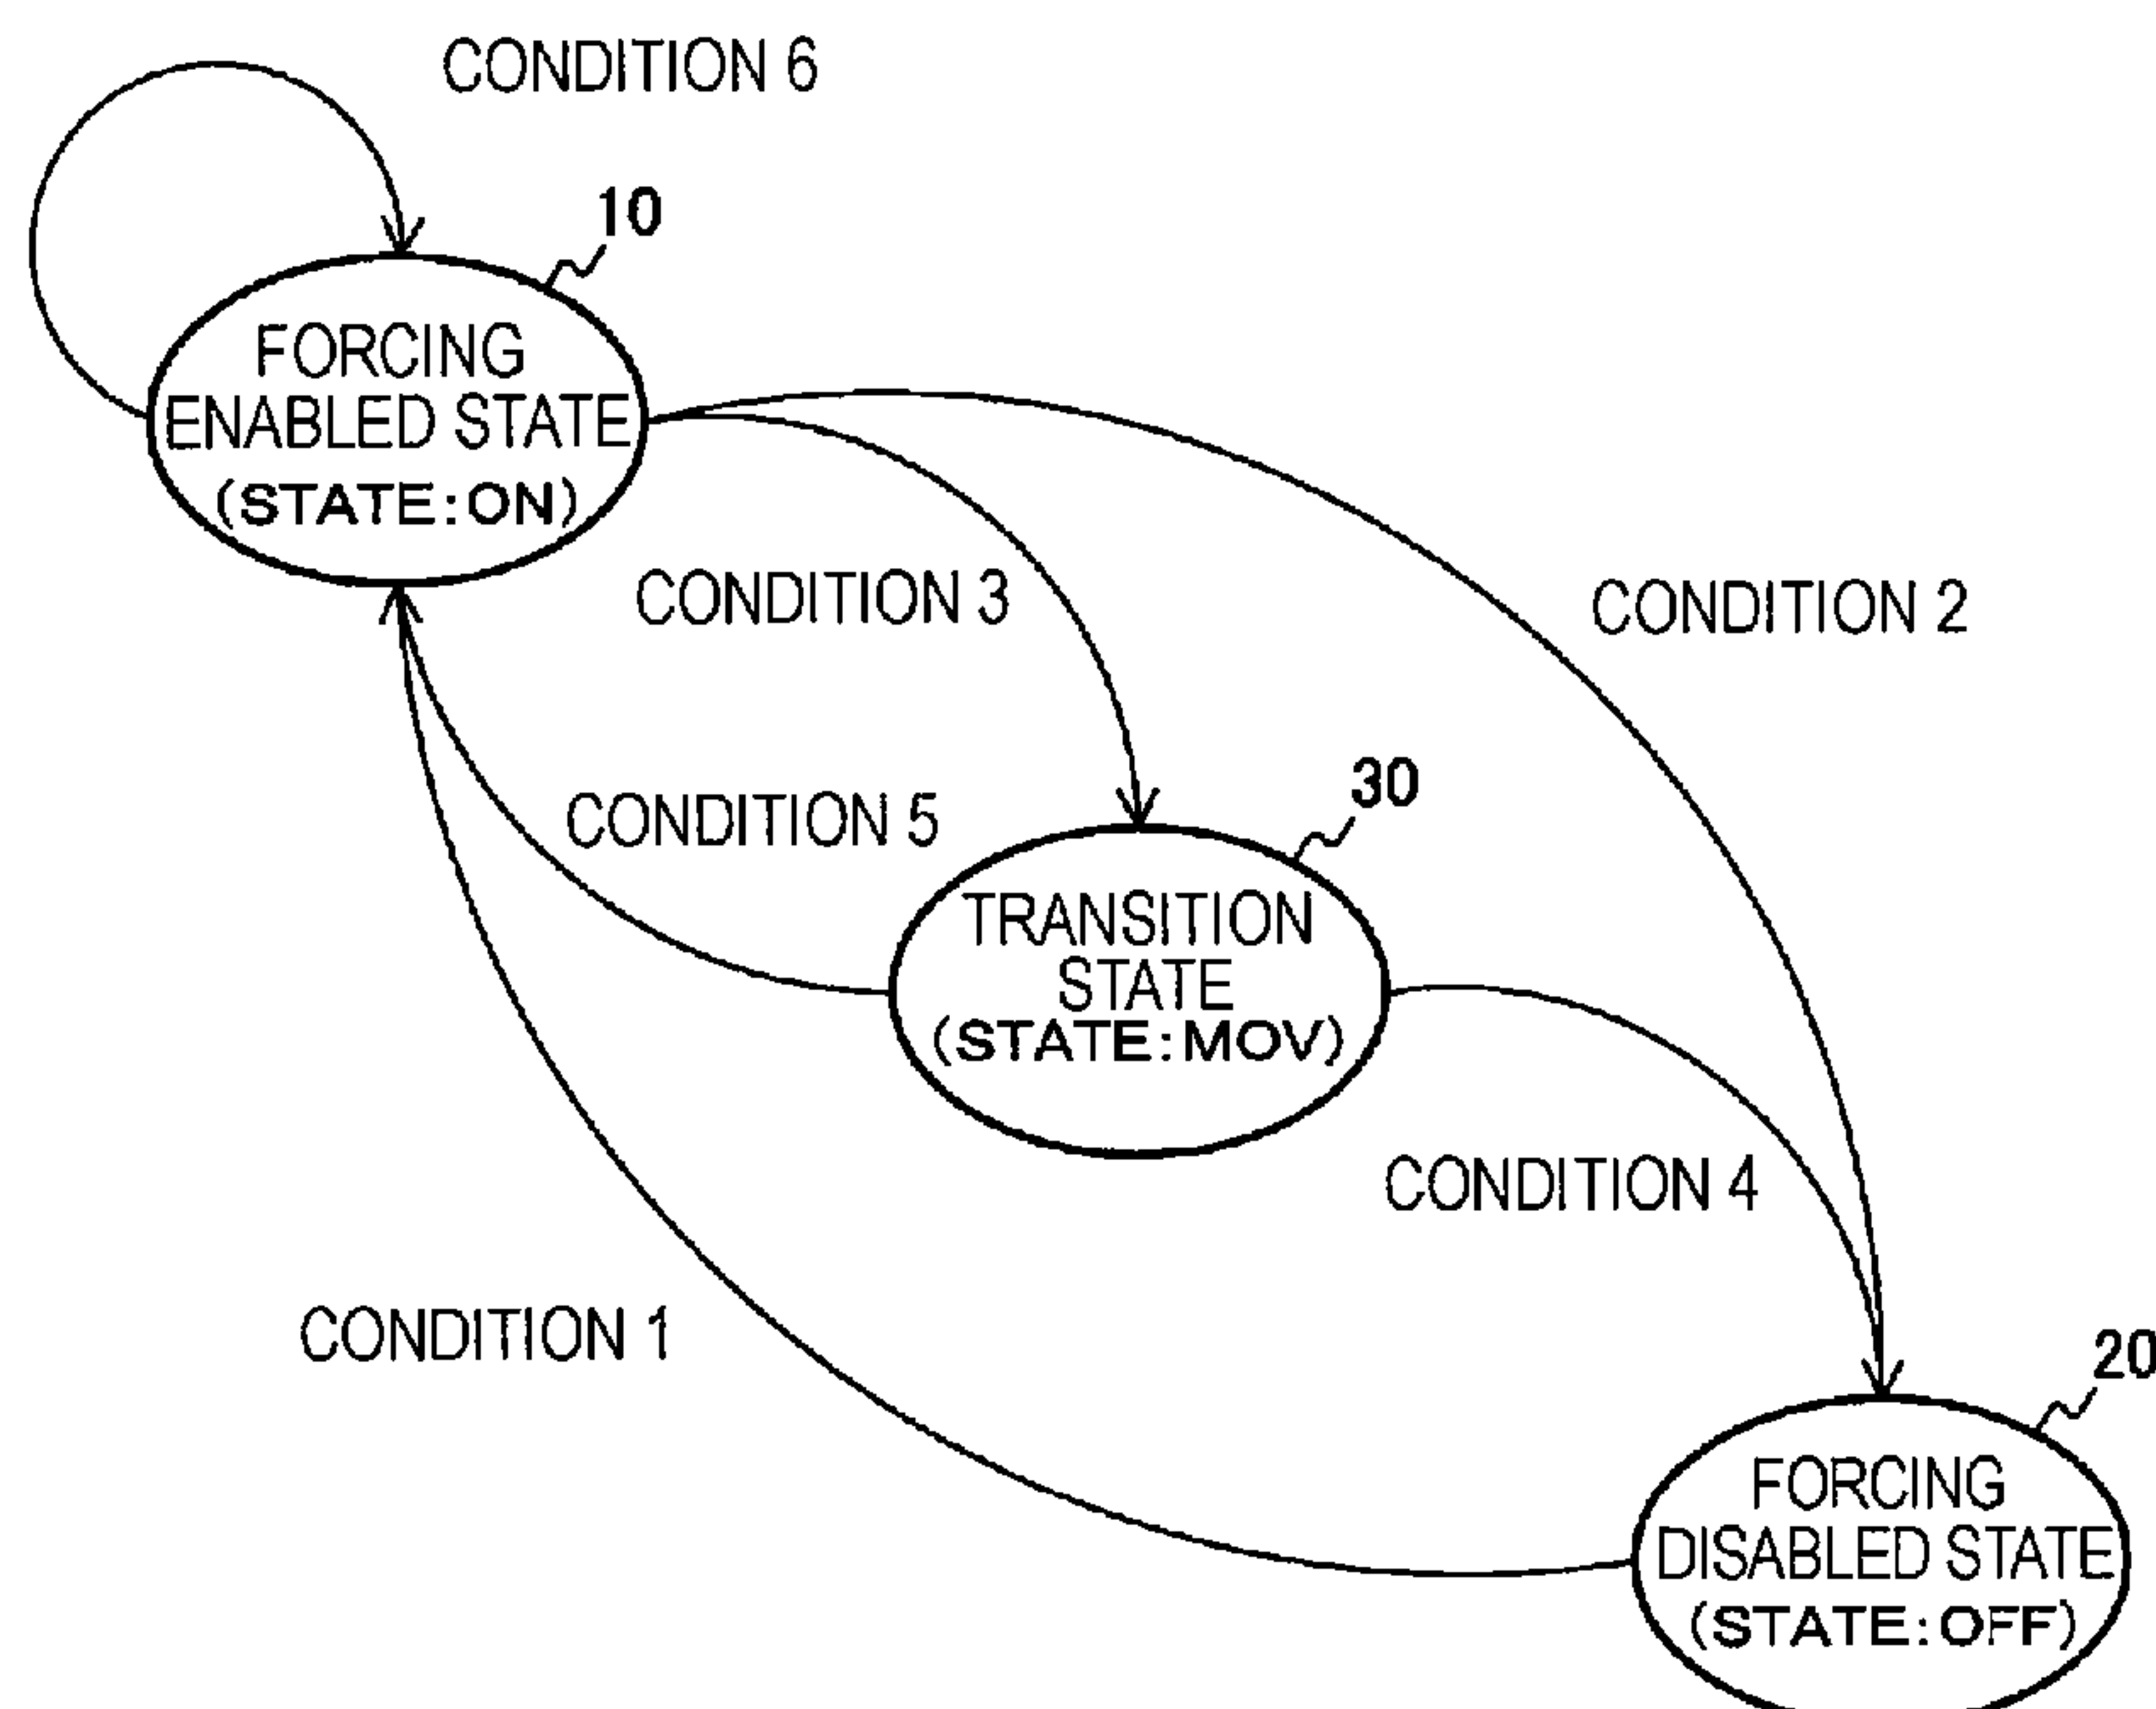 CONDITION 6
10
FORCING
ENABLED STATE
(STATE:ON)
CONDITION 3
CONDITION 2
30
CONDITION 5
TRANSITION
STATE
(STATE:MOV)
CONDITION 4
CONDITION 1
20
FORCING
DISABLED STATE
(STATE:OFF)